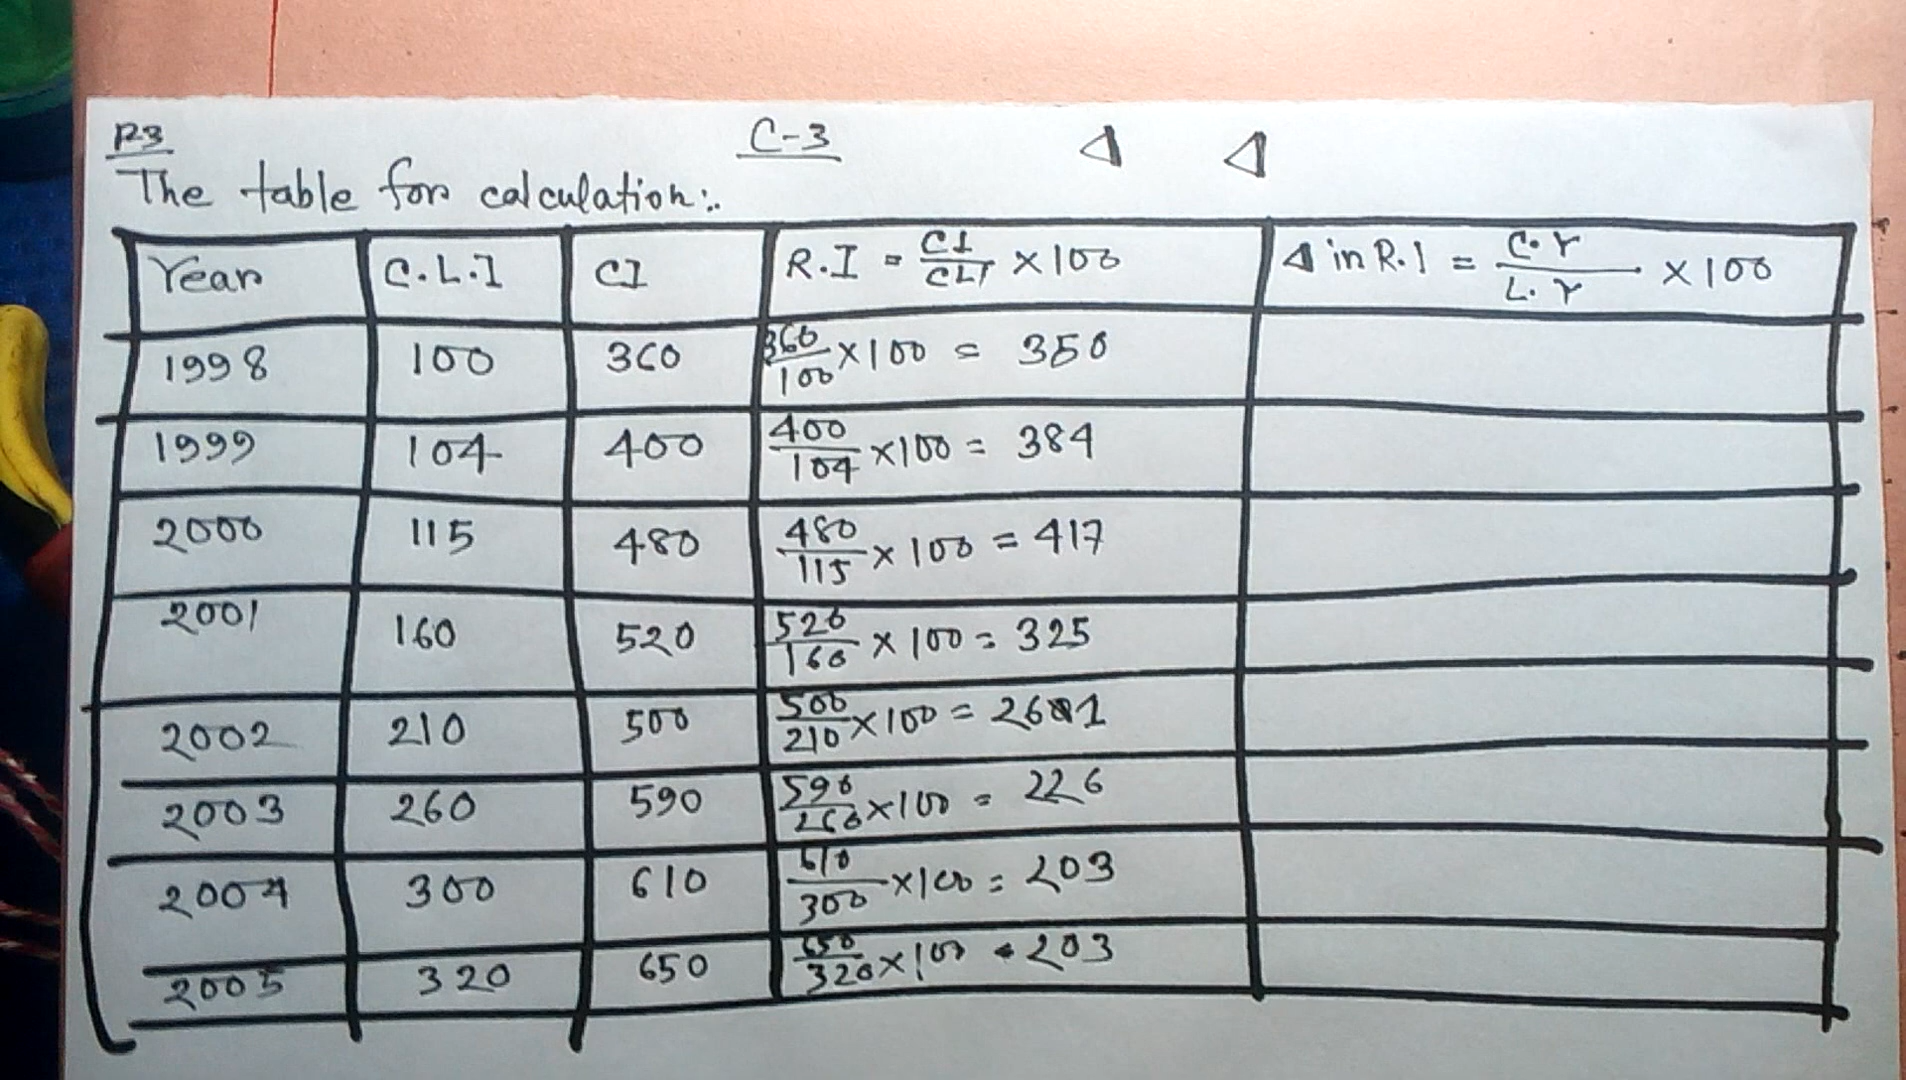 P3
C-3 Δ Δ
The table for calculation:.
Year C.L.I CI R.I = CI/CLI × 100 Δ in R.I = C.Y/L.Y × 100
1998 100 360 360/100 × 100 = 350
1999 104 400 400/104 × 100 = 384
2000 115 480 480/115 × 100 = 417
2001 160 520 520/160 × 100 = 325
2002 210 500 500/210 × 100 =
2003 260 590 590/260 × 100 = 226
2004 300 610 610/300 × 100 = 203
2005 320 650 650/320 × 100 = 203